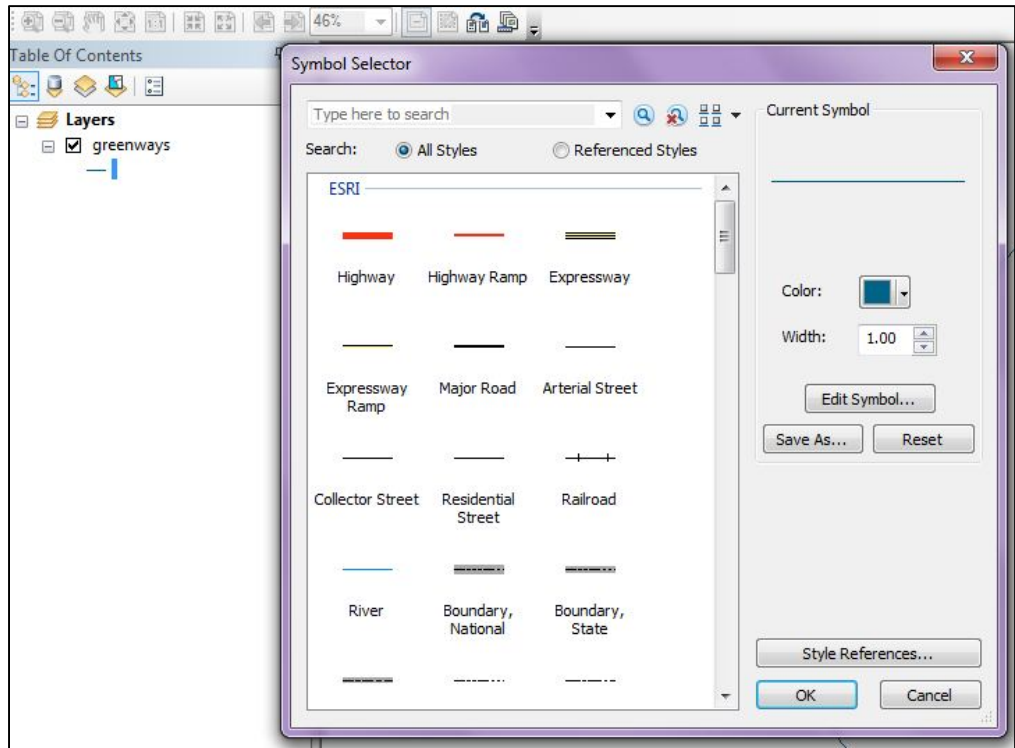 46%
Table Of Contents
Layers
greenways
Symbol Selector
Type here to search
Search:
All Styles
Referenced Styles
ESRI
Highway
Highway Ramp
Expressway
Expressway
Ramp
Major Road
Arterial Street
Collector Street
Residential
Street
Railroad
River
Boundary,
National
Boundary,
State
Current Symbol
Color:
Width:
1.00
Edit Symbol...
Save As...
Reset
Style References...
OK
Cancel